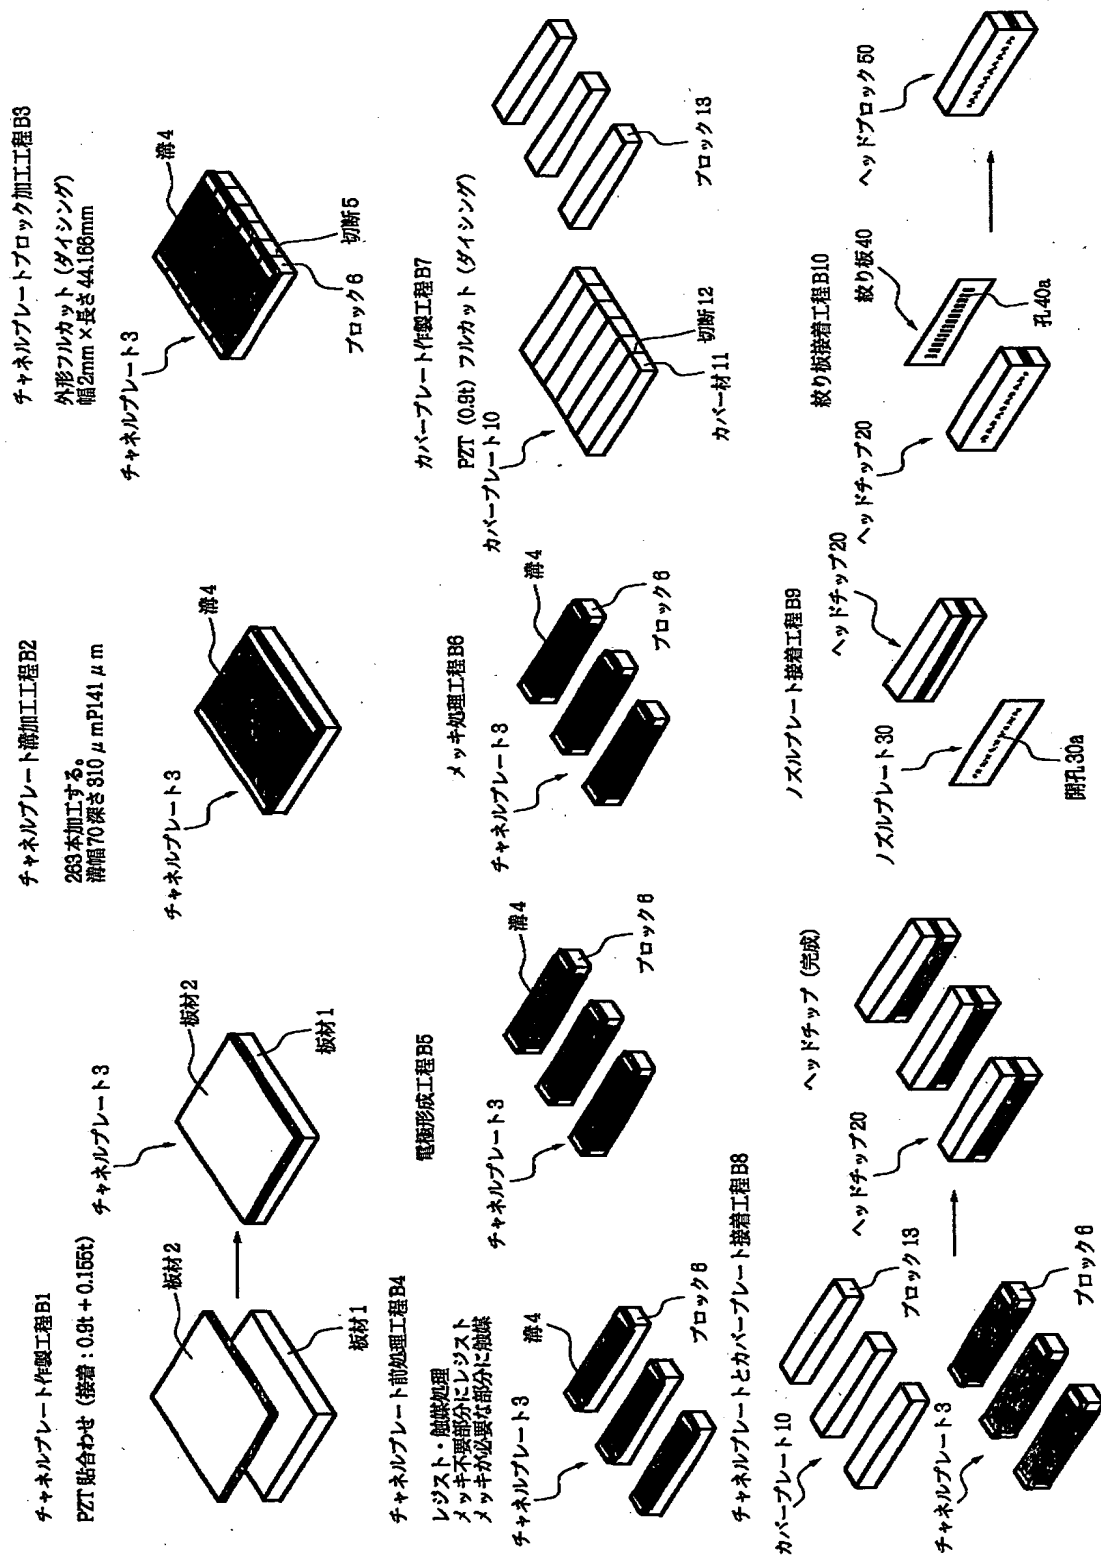 チャネルプレート作製工程B1
PZT貼合わせ (接着:0.9t+0.155t)
板材2
板材1
チャネルプレート3
板材2
板材1
チャネルプレート溝加工工程B2
263本加工する。
溝幅70深さ310μmP141μm
チャネルプレート3
溝4
チャネルプレートブロック加工工程B3
外形フルカット (ダイシング)
幅2mm×長さ44.166mm
チャネルプレート3
溝4
切断5
ブロック6
チャネルプレート前処理工程B4
レジスト・触媒処理
メッキ不要部分にレジスト
メッキが必要な部分に触媒
チャネルプレート3
溝4
ブロック6
電極形成工程B5
チャネルプレート3
溝4
ブロック6
メッキ処理工程B6
チャネルプレート3
溝4
ブロック6
カバープレート作製工程B7
PZT (0.9t) フルカット (ダイシング)
カバープレート10
切断12
カバー材11
ブロック13
チャネルプレートとカバープレート接着工程B8
カバープレート10
ブロック13
チャネルプレート3
ブロック6
ヘッドチップ20
ヘッドチップ (完成)
ノズルプレート接着工程B9
ノズルプレート30
開孔30a
ヘッドチップ20
絞り板接着工程B10
ヘッドチップ20
絞り板40
孔40a
ヘッドブロック50